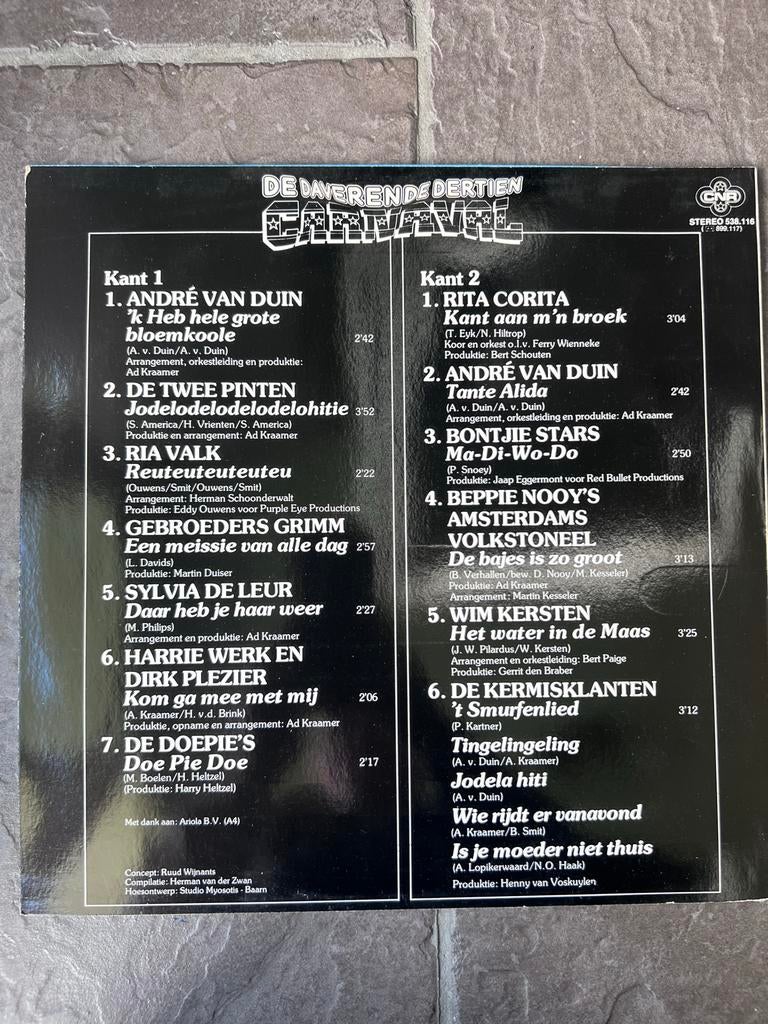 DE DAVERENDE DERTIEN
CARNAVAL
CNR
STEREO 538.116
899.117)
Kant 1
1. ANDRÉ VAN DUIN
'k Heb hele grote
bloemkoole 2'42
(A. v. Duin/A. v. Duin)
Arrangement, orkestleiding en produktie:
Ad Kraamer
2. DE TWEE PINTEN
Jodelodelodelodelohitie 3'52
(S. America/H. Vrienten/S. America)
Produktie en arrangement: Ad Kraamer
3. RIA VALK
Reuteuteuteuteu 2'22
(Ouwens/Smit/Ouwens/Smit)
Arrangement: Herman Schoonderwalt
Produktie: Eddy Ouwens voor Purple Eye Productions
4. GEBROEDERS GRIMM
Een meissie van alle dag 2'57
(L. Davids)
Produktie: Martin Duiser
5. SYLVIA DE LEUR
Daar heb je haar weer 2'27
(M. Philips)
Arrangement en produktie: Ad Kraamer
6. HARRIE WERK EN
DIRK PLEZIER
Kom ga mee met mij 2'06
(A. Kraamer/H. v.d. Brink)
Produktie, opname en arrangement: Ad Kraamer
7. DE DOEPIE'S
Doe Pie Doe 2'17
(M. Boelen/H. Heltzel)
(Produktie: Harry Heltzel)
Met dank aan: Ariola B.V. (A4)
Concept: Ruud Wijnants
Compilatie: Herman van der Zwan
Hoesontwerp: Studio Myosotis - Baarn
Kant 2
1. RITA CORITA
Kant aan m'n broek 3'04
(T. Eyk/N. Hiltrop)
Koor en orkest o.l.v. Ferry Wienneke
Produktie: Bert Schouten
2. ANDRÉ VAN DUIN
Tante Alida 2'42
(A. v. Duin/A. v. Duin)
Arrangement, orkestleiding en produktie: Ad Kraamer
3. BONTJIE STARS
Ma-Di-Wo-Do 2'50
(P. Snoey)
Produktie: Jaap Eggermont voor Red Bullet Productions
4. BEPPIE NOOY'S
AMSTERDAMS
VOLKSTONEEL
De bajes is zo groot 3'13
(B. Verhallen/bew. D. Nooy/M. Kesseler)
Produktie: Ad Kraamer
Arrangement: Martin Kesseler
5. WIM KERSTEN
Het water in de Maas 3'25
(J. W. Pilardus/W. Kersten)
Arrangement en orkestleiding: Bert Paige
Produktie: Gerrit den Braber
6. DE KERMISKLANTEN
't Smurfenlied 3'12
(P. Kartner)
Tingelingeling
(A. v. Duin/A. Kraamer)
Jodela hiti
(A. v. Duin)
Wie rijdt er vanavond
(A. Kraamer/B. Smit)
Is je moeder niet thuis
(A. Lopikerwaard/N.O. Haak)
Produktie: Henny van Voskuylen